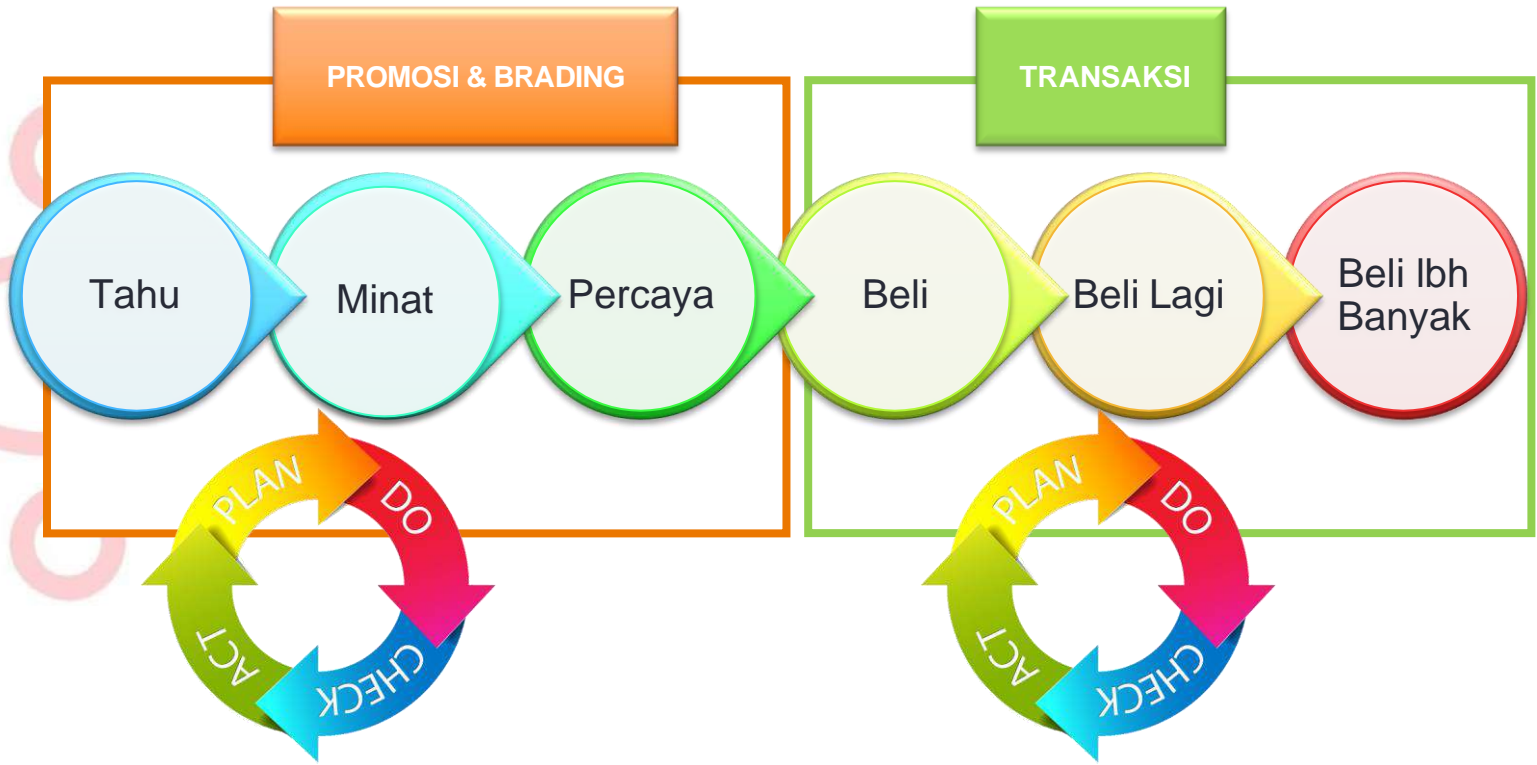 PROMOSI & BRADING
TRANSAKSI
Tahu
Minat
Percaya
Beli
Beli Lagi
Beli lbh
Banyak
PLAN
DO
CHECK
ACT
PLAN
DO
CHECK
ACT